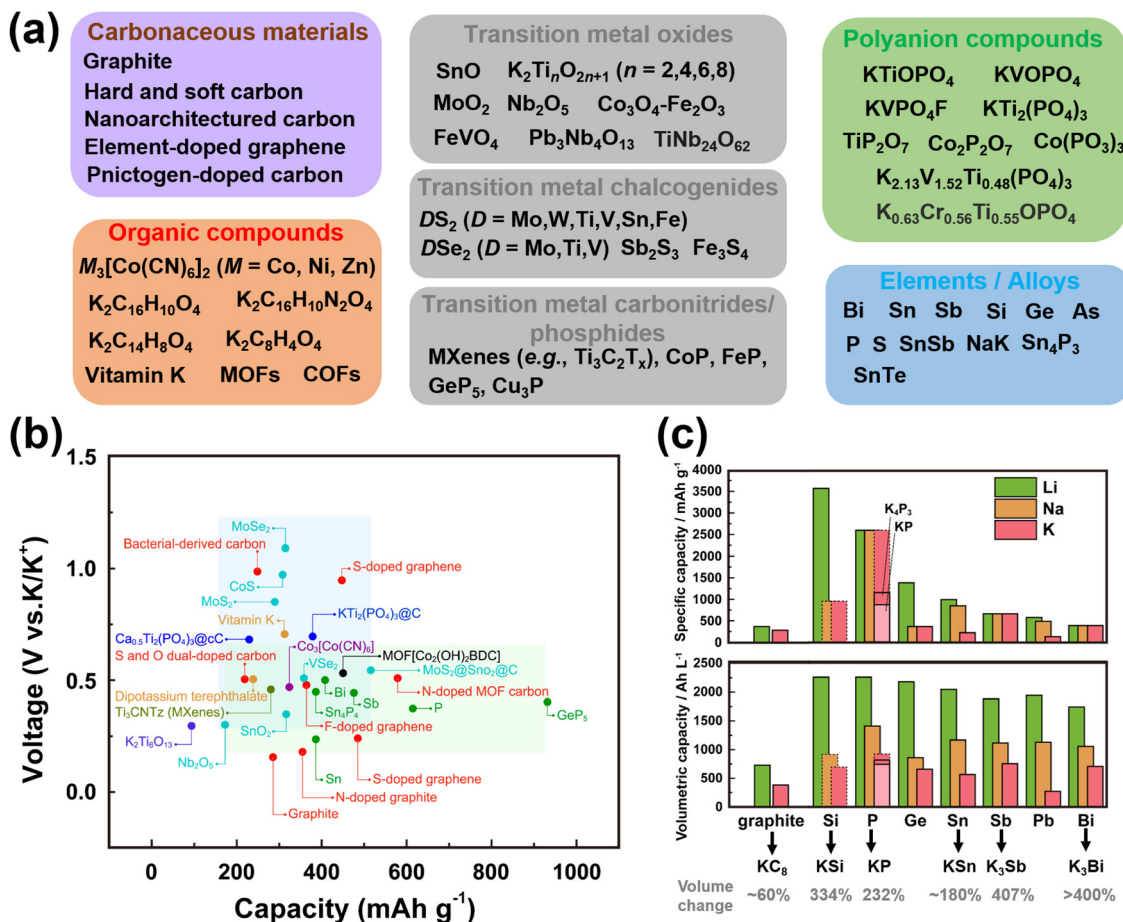 (a)
Carbonaceous materials
Graphite
Hard and soft carbon
Nanoarchitectured carbon
Element-doped graphene
Pnictogen-doped carbon
Organic compounds
M₃[Co(CN)₆]₂ (M = Co, Ni, Zn)
K₂C₁₆H₁₀O₄ K₂C₁₆H₁₀N₂O₄
K₂C₁₄H₈O₄ K₂C₈H₄O₄
Vitamin K MOFs COFs
Transition metal oxides
SnO K₂TiₙO₂ₙ₊₁ (n = 2,4,6,8)
MoO₂ Nb₂O₅ Co₃O₄-Fe₂O₃
FeVO₄ Pb₃Nb₄O₁₃ TiNb₂₄O₆₂
Transition metal chalcogenides
DS₂ (D = Mo,W,Ti,V,Sn,Fe)
DSe₂ (D = Mo,Ti,V) Sb₂S₃ Fe₃S₄
Transition metal carbonitrides/
phosphides
MXenes (e.g., Ti₃C₂Tₓ), CoP, FeP,
GeP₅, Cu₃P
Polyanion compounds
KTiOPO₄ KVOPO₄
KVPO₄F KTi₂(PO₄)₃
TiP₂O₇ Co₂P₂O₇ Co(PO₃)₃
K₂.₁₃V₁.₅₂Ti₀.₄₈(PO₄)₃
K₀.₆₃Cr₀.₅₆Ti₀.₅₅OPO₄
Elements / Alloys
Bi Sn Sb Si Ge As
P S SnSb NaK Sn₄P₃
SnTe
(b)
Voltage (V vs.K/K⁺)
1.5
1.0
0.5
0.0
MoSe₂
Bacterial-derived carbon
S-doped graphene
CoS
MoS₂
Vitamin K
KTi₂(PO₄)₃@C
Ca₀.₅Ti₂(PO₄)₃@cC
Co₃[Co(CN)₆]
S and O dual-doped carbon
MOF[Co₂(OH)₂BDC]
VSe₂
MoS₂@Sno₂@C
Dipotassium terephthalate
Bi
Sb
N-doped MOF carbon
Ti₃CNTz (MXenes)
Sn₄P₄
P
GeP₅
SnO₂
F-doped graphene
K₂Ti₆O₁₃
Nb₂O₅
Sn
S-doped graphene
N-doped graphite
Graphite
0 200 400 600 800 1000
Capacity (mAh g⁻¹)
(c)
Specific capacity / mAh g⁻¹
4000
3500
3000
2500
2000
1500
1000
500
0
K₄P₃
KP
Li
Na
K
Volumetric capacity / Ah L⁻¹
2500
2000
1500
1000
500
0
graphite Si P Ge Sn Sb Pb Bi
KC₈ KSi KP KSn K₃Sb K₃Bi
Volume
change
~60% 334% 232% ~180% 407% >400%